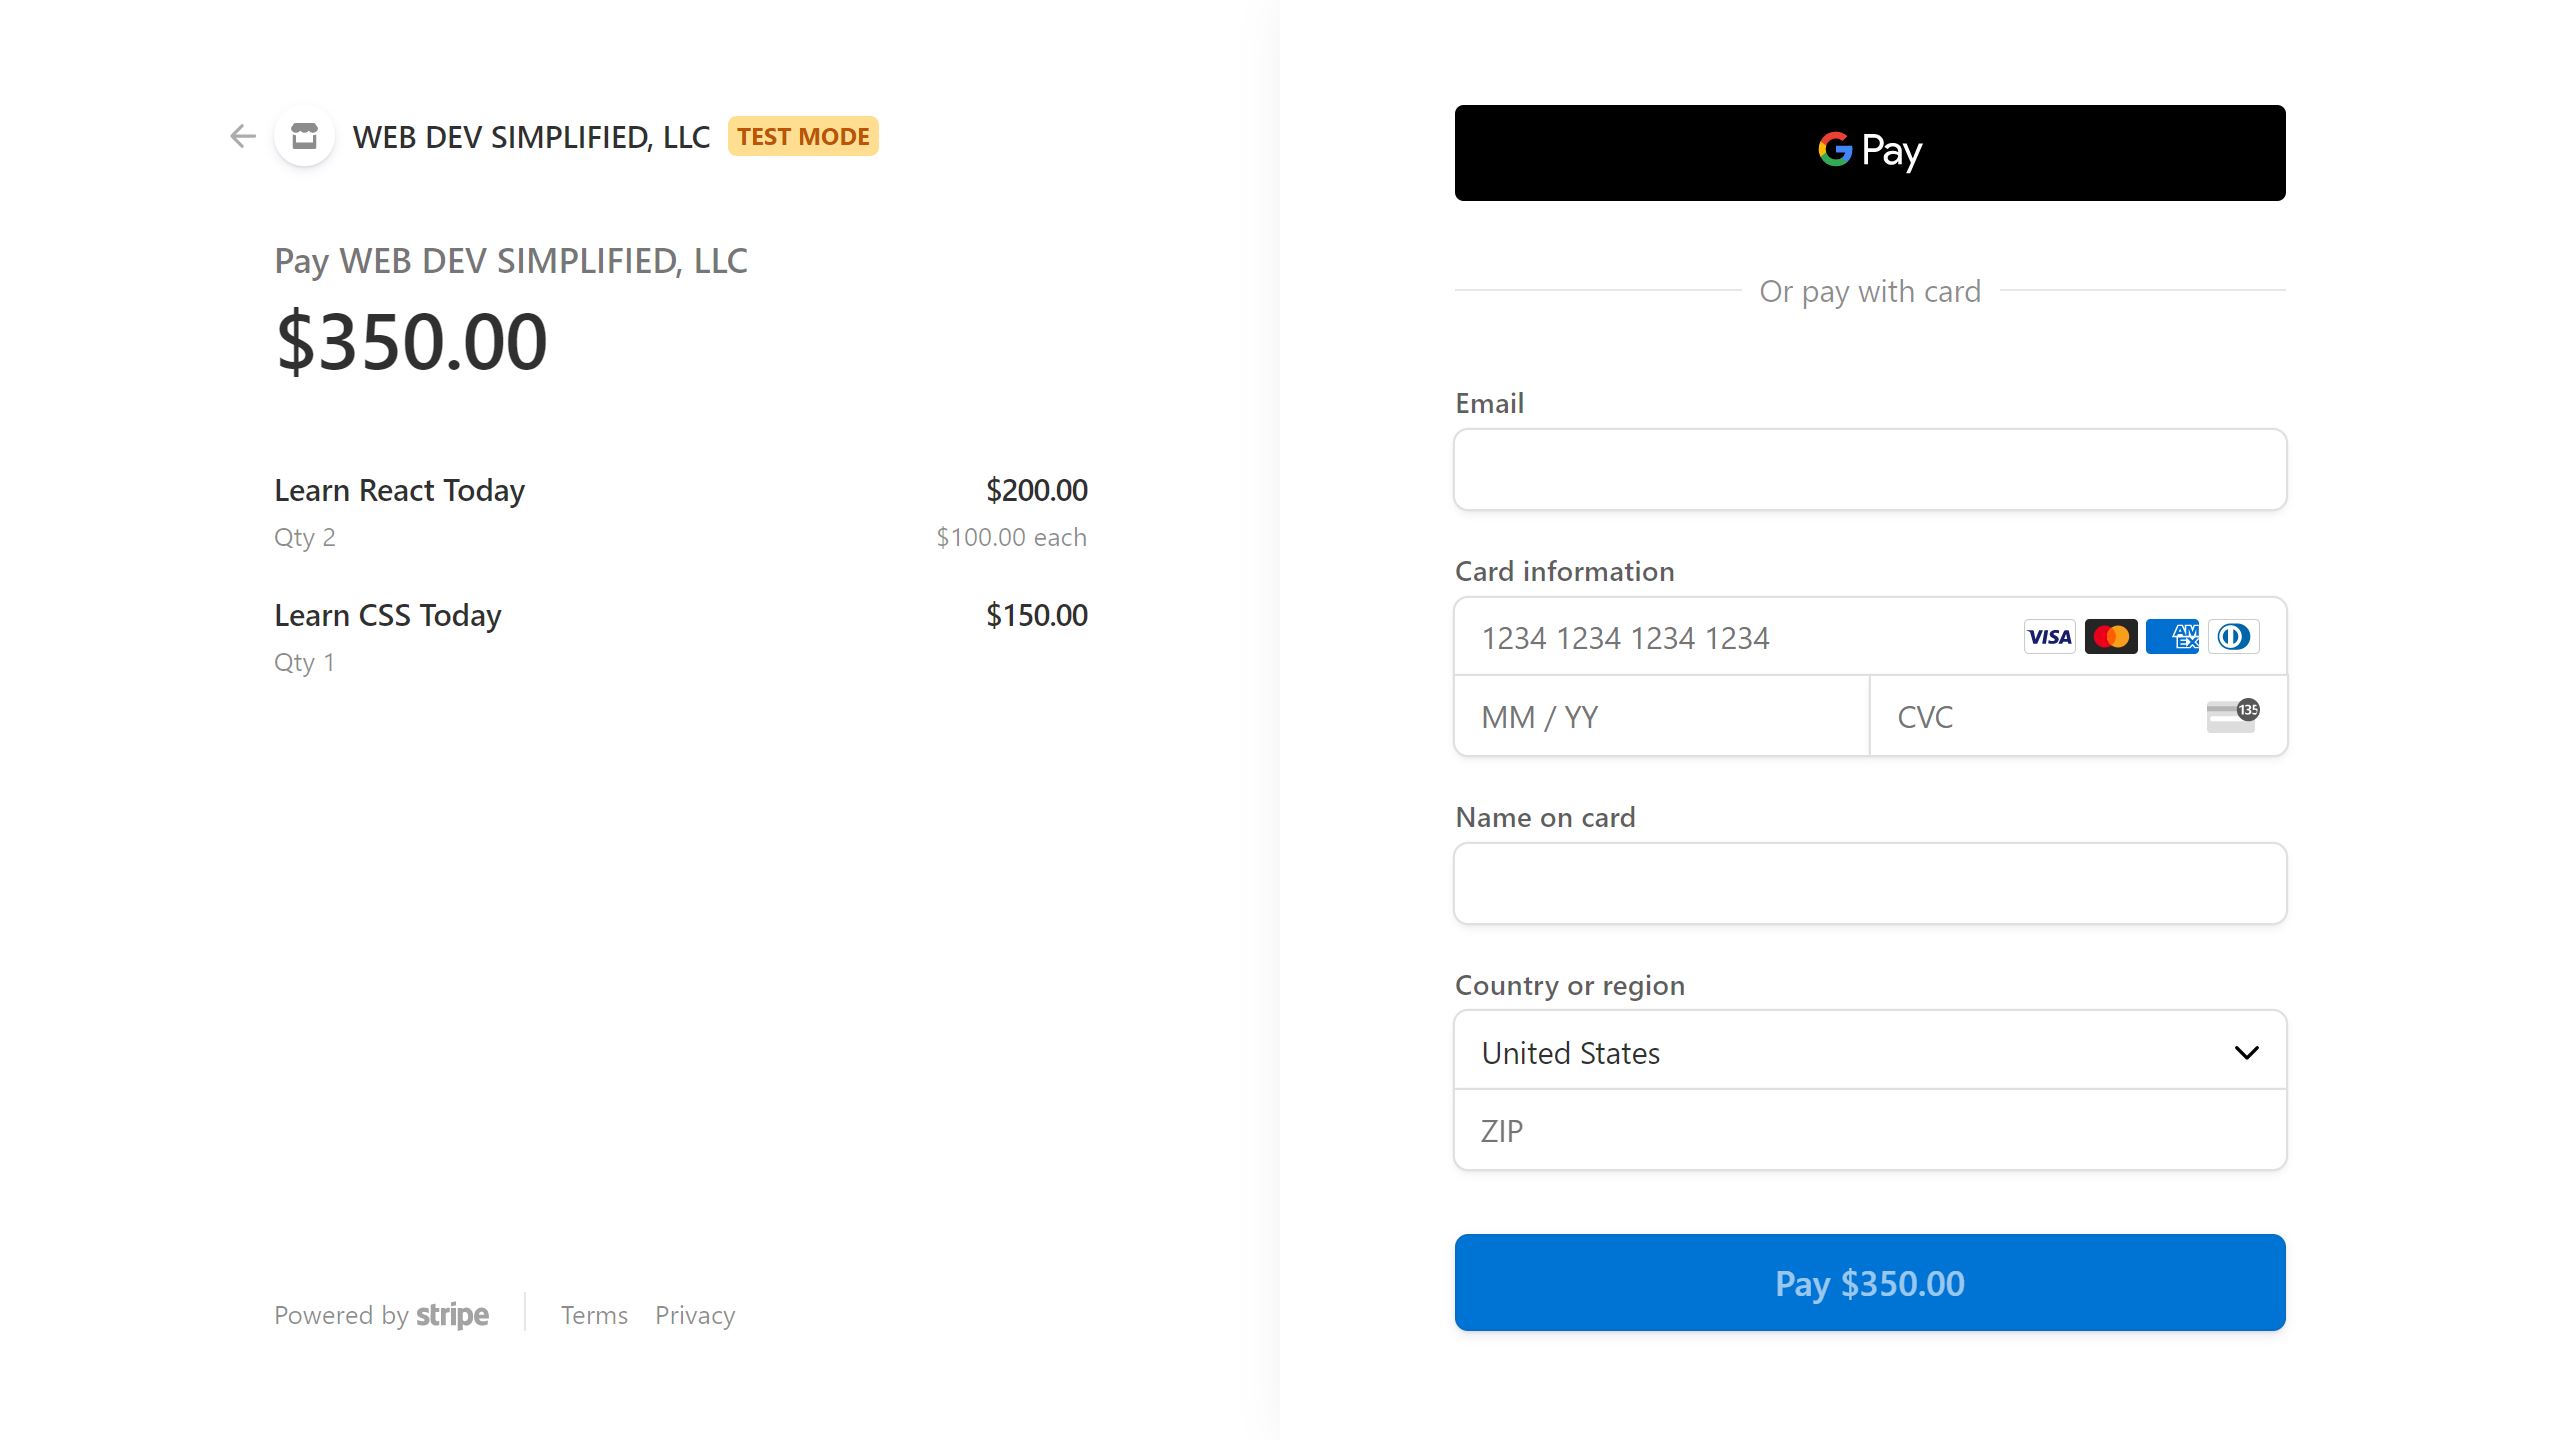 WEB DEV SIMPLIFIED, LLC TEST MODE
Pay WEB DEV SIMPLIFIED, LLC
$350.00
Learn React Today $200.00
Qty 2 $100.00 each
Learn CSS Today $150.00
Qty 1
Powered by stripe Terms Privacy
G Pay
Or pay with card
Email
Card information
1234 1234 1234 1234 VISA AM EX
MM / YY CVC 135
Name on card
Country or region
United States
ZIP
Pay $350.00